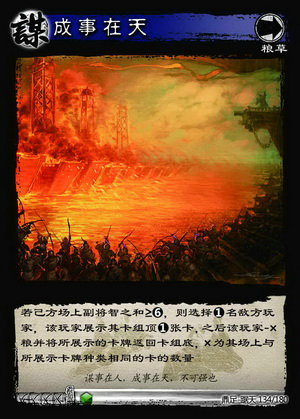 谋
成事在天
粮草
若己方场上副将智之和≥6，则选择1名敌方玩
家，该玩家展示其卡组顶1张卡，之后该玩家-×
粮并将所展示的卡牌返回卡组底，×为其场上与
所展示卡牌种类相同的卡的数量
谋事在人，成事在天，不可强也
134/180